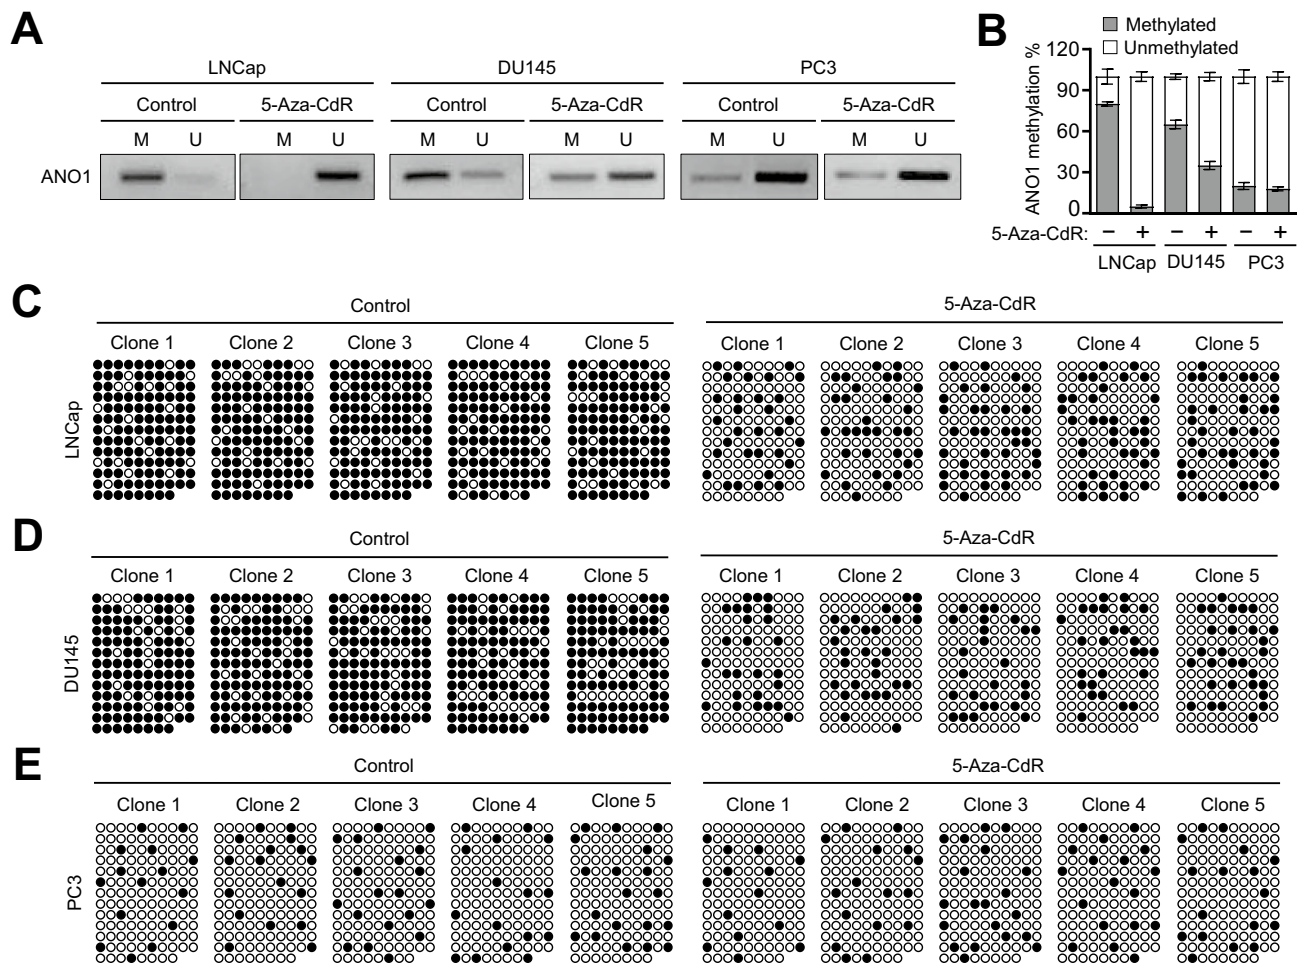 A
LNCap
DU145
PC3
Control
5-Aza-CdR
Control
5-Aza-CdR
Control
5-Aza-CdR
M U M U M U M U M U M U
ANO1
B
Methylated
Unmethylated
ANO1 methylation %
120
90
60
30
0
5-Aza-CdR: − + − + − +
LNCap DU145 PC3
C
Control
5-Aza-CdR
Clone 1 Clone 2 Clone 3 Clone 4 Clone 5
Clone 1 Clone 2 Clone 3 Clone 4 Clone 5
LNCap
D
Control
5-Aza-CdR
Clone 1 Clone 2 Clone 3 Clone 4 Clone 5
Clone 1 Clone 2 Clone 3 Clone 4 Clone 5
DU145
E
Control
5-Aza-CdR
Clone 1 Clone 2 Clone 3 Clone 4 Clone 5
Clone 1 Clone 2 Clone 3 Clone 4 Clone 5
PC3